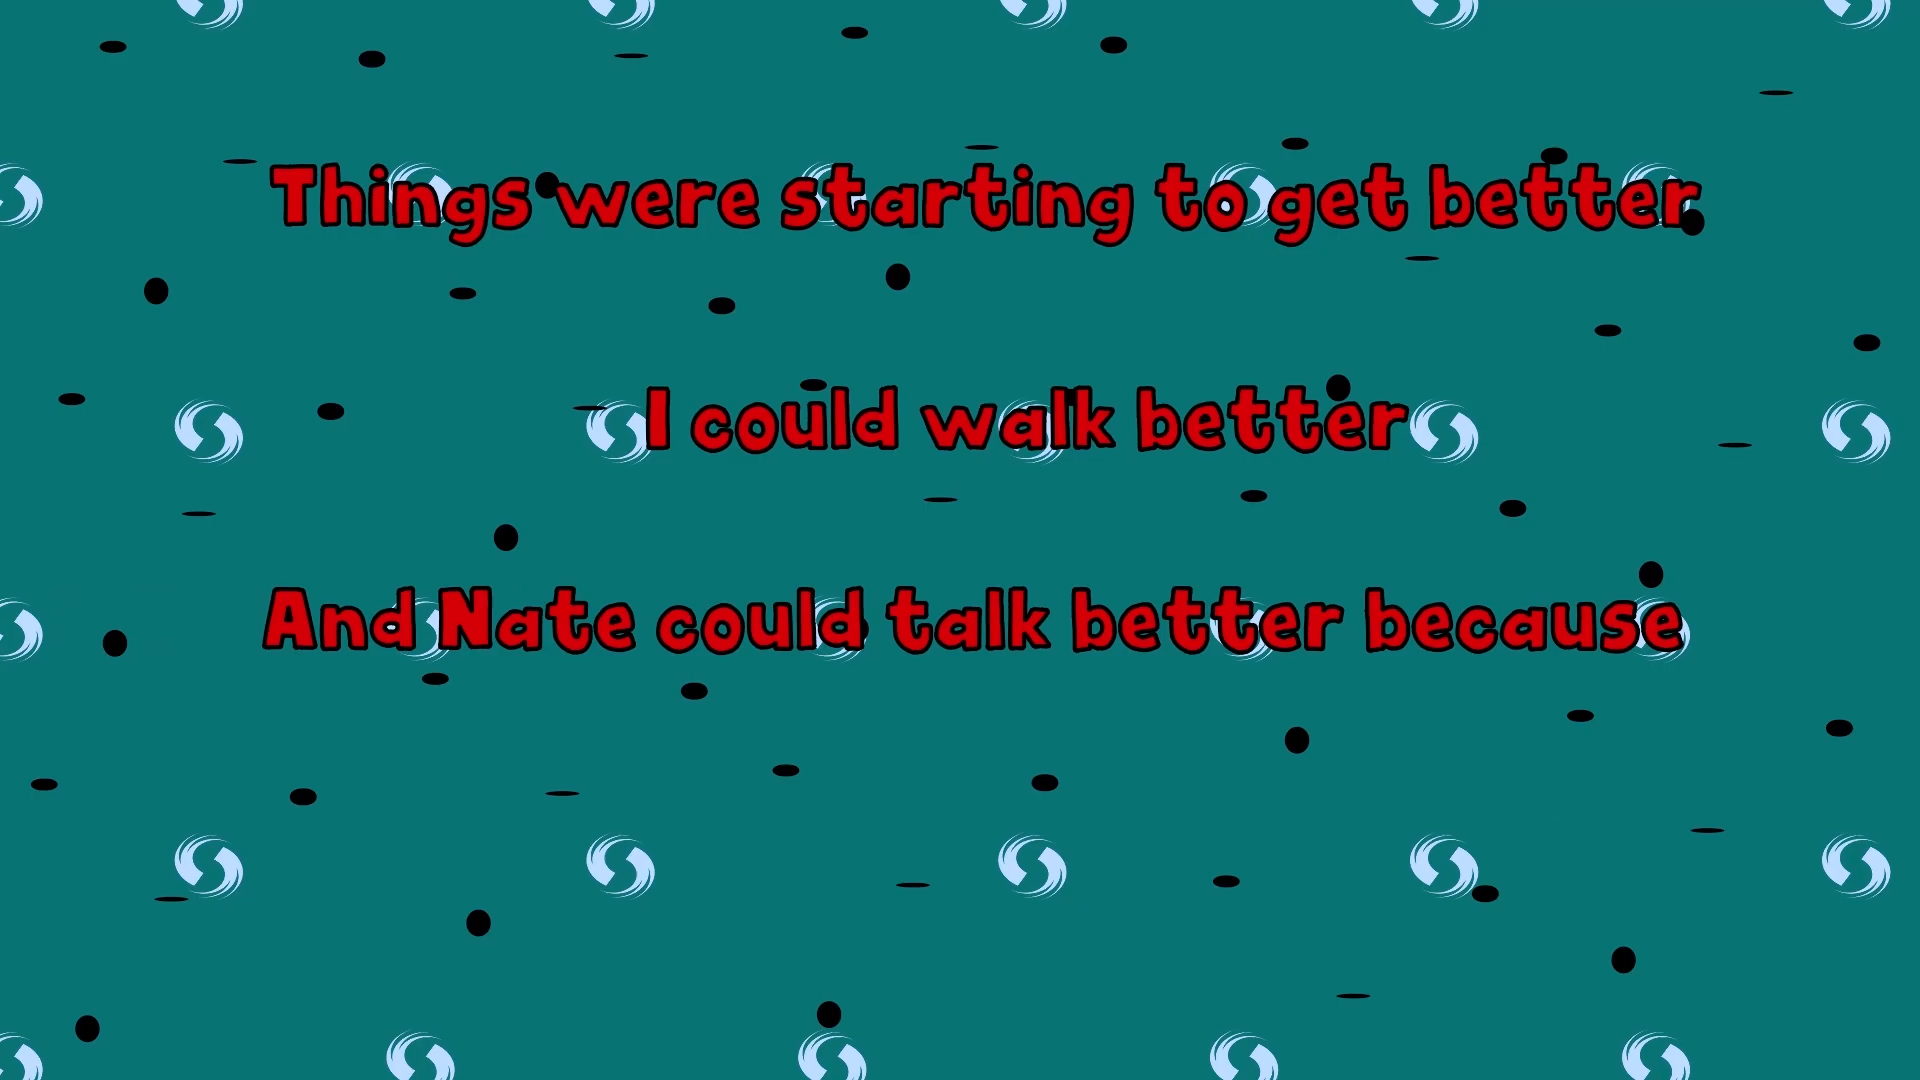 Things were starting to get better
I could walk better
And Nate could talk better because